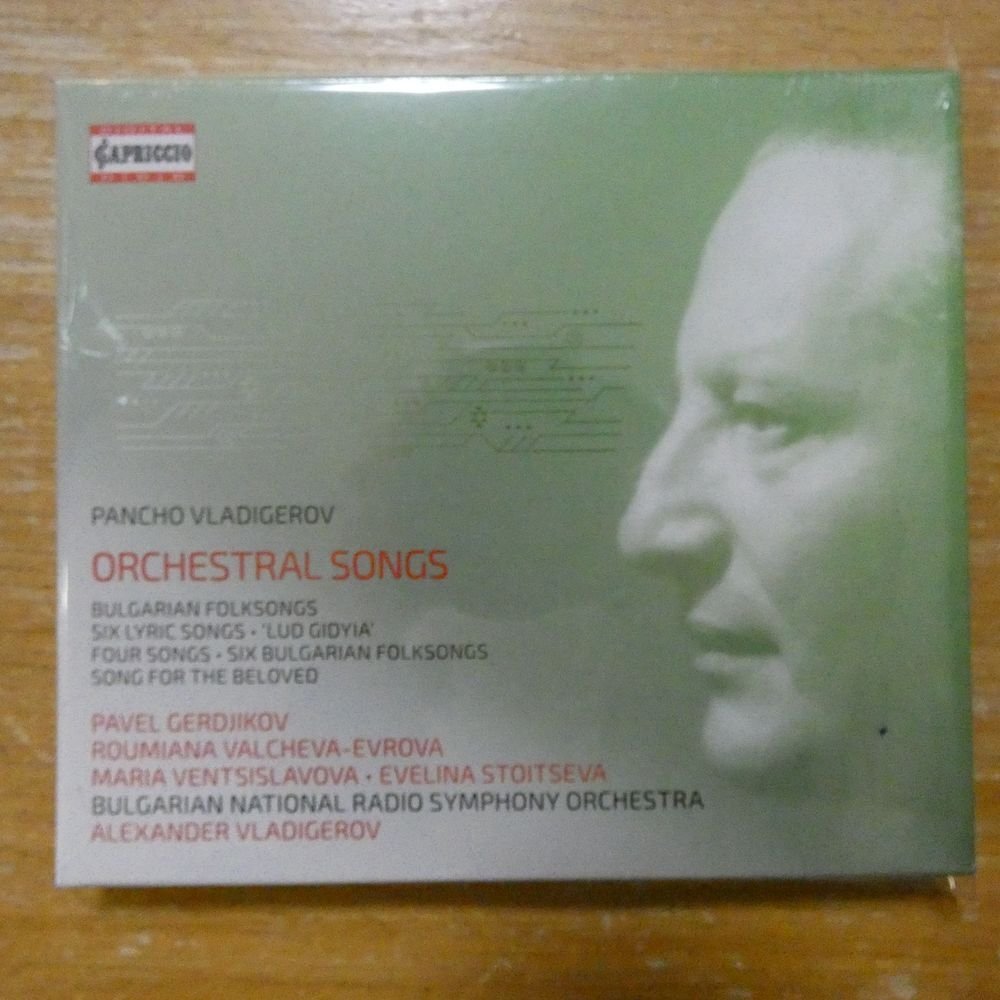 DIGITAL
CAPRICCIO
PANCHO VLADIGEROV
ORCHESTRAL SONGS
BULGARIAN FOLKSONGS
SIX LYRIC SONGS • 'LUD GIDYIA'
FOUR SONGS • SIX BULGARIAN FOLKSONGS
SONG FOR THE BELOVED
PAVEL GERDJIKOV
ROUMIANA VALCHEVA-EVROVA
MARIA VENTSISLAVOVA • EVELINA STOITSEVA
BULGARIAN NATIONAL RADIO SYMPHONY ORCHESTRA
ALEXANDER VLADIGEROV